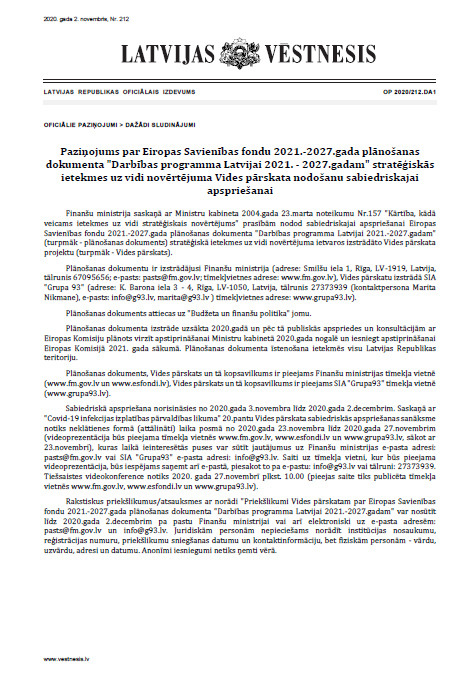 2020. gada 2. novembris, Nr. 212
LATVIJAS VĒSTNESIS
LATVIJAS REPUBLIKAS OFICIĀLAIS IZDEVUMS OP 2020/212.DA1
OFICIĀLIE PAZIŅOJUMI > DAŽĀDI SLUDINĀJUMI
Paziņojums par Eiropas Savienības fondu 2021.-2027.gada plānošanas
dokumenta "Darbības programma Latvijai 2021. - 2027.gadam" stratēģiskās
ietekmes uz vidi novērtējuma Vides pārskata nodošanu sabiedriskajai
apspriešanai
Finanšu ministrija saskaņā ar Ministru kabineta 2004.gada 23.marta noteikumu Nr.157 "Kārtība, kādā
veicams ietekmes uz vidi stratēģiskais novērtējums" prasībām nodod sabiedriskajai apspriešanai Eiropas
Savienības fondu 2021.-2027.gada plānošanas dokumenta "Darbības programma Latvijai 2021.-2027.gadam"
(turpmāk - plānošanas dokuments) stratēģiskā ietekmes uz vidi novērtējuma ietvaros izstrādāto Vides pārskata
projektu (turpmāk - Vides pārskats).
Plānošanas dokumentu ir izstrādājusi Finanšu ministrija (adrese: Smilšu iela 1, Rīga, LV-1919, Latvija,
tālrunis 67095656; e-pasts: pasts@fm.gov.lv; tīmekļvietnes adrese: www.fm.gov.lv), Vides pārskatu izstrādā SIA
"Grupa 93" (adrese: K. Barona iela 3 - 4, Rīga, LV-1050, Latvija, tālrunis 27373939 (kontaktpersona Marita
Nikmane), e-pasts: info@g93.lv, marita@g93.lv) tīmekļvietnes adrese: www.grupa93.lv).
Plānošanas dokuments attiecas uz "Budžeta un finanšu politika" jomu.
Plānošanas dokumenta izstrāde uzsākta 2020.gadā un pēc tā publiskās apspriedes un konsultācijām ar
Eiropas Komisiju plānots virzīt apstiprināšanai Ministru kabinetā 2020.gada nogalē un iesniegt apstiprināšanai
Eiropas Komisijā 2021. gada sākumā. Plānošanas dokumenta īstenošana ietekmēs visu Latvijas Republikas
teritoriju.
Plānošanas dokuments, Vides pārskats un tā kopsavilkums ir pieejams Finanšu ministrijas tīmekļa vietnē
(www.fm.gov.lv un www.esfondi.lv), Vides pārskats un tā kopsavilkums ir pieejams SIA "Grupa93" tīmekļa vietnē
(www.grupa93.lv).
Sabiedriskā apspriešana norisināsies no 2020.gada 3.novembra līdz 2020.gada 2.decembrim. Saskaņā ar
"Covid-19 infekcijas izplatības pārvaldības likuma" 20.pantu Vides pārskata sabiedriskās apspriešanas sanāksme
notiks neklātienes formā (attālināti) laika posmā no 2020.gada 23.novembra līdz 2020.gada 27.novembrim
(videoprezentācija būs pieejama tīmekļa vietnēs www.fm.gov.lv, www.esfondi.lv un www.grupa93.lv, sākot ar
23.novembri), kuras laikā ieinteresētās puses var sūtīt jautājumus uz Finanšu ministrijas e-pasta adresi:
pasts@fm.gov.lv vai SIA "Grupa93" e-pasta adresi: info@g93.lv. Saiti uz tīmekļa vietni, kur būs pieejama
videoprezentācija, būs iespējams saņemt arī e-pastā, piesakot to pa e-pastu: info@g93.lv vai tālruni: 27373939.
Tiešsaistes videokonference notiks 2020. gada 27.novembrī plkst. 10.00 (pieejas saite tiks publicēta tīmekļa
vietnēs www.fm.gov.lv, www.esfondi.lv un www.grupa93.lv).
Rakstiskus priekšlikumus/atsauksmes ar norādi "Priekšlikumi Vides pārskatam par Eiropas Savienības
fondu 2021.-2027.gada plānošanas dokumenta "Darbības programma Latvijai 2021.-2027.gadam" var nosūtīt
līdz 2020.gada 2.decembrim pa pastu Finanšu ministrijai vai arī elektroniski uz e-pasta adresēm:
pasts@fm.gov.lv un info@g93.lv. Juridiskām personām nepieciešams norādīt institūcijas nosaukumu,
reģistrācijas numuru, priekšlikumu sniegšanas datumu un kontaktinformāciju, bet fiziskām personām - vārdu,
uzvārdu, adresi un datumu. Anonīmi iesniegumi netiks ņemti vērā.
www.vestnesis.lv